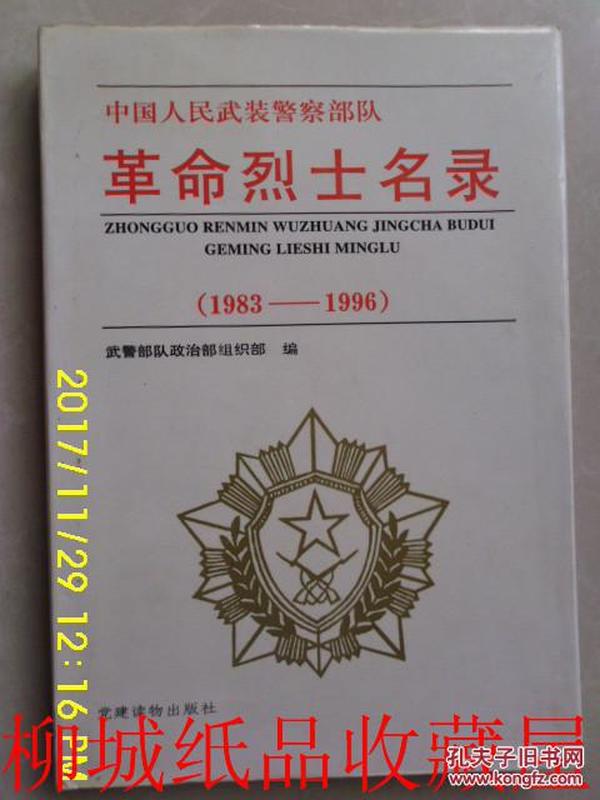 中国人民武装警察部队
革命烈士名录
ZHONGGUO RENMIN WUZHUANG JINGCHA BUDUI
GEMING LIESHI MINGLU
(1983——1996)
武警部队政治部组织部 编
党建读物出版社
2017/11/29 12:16 PM
柳城纸品收藏屋
孔夫子旧书网
www.kongfz.com